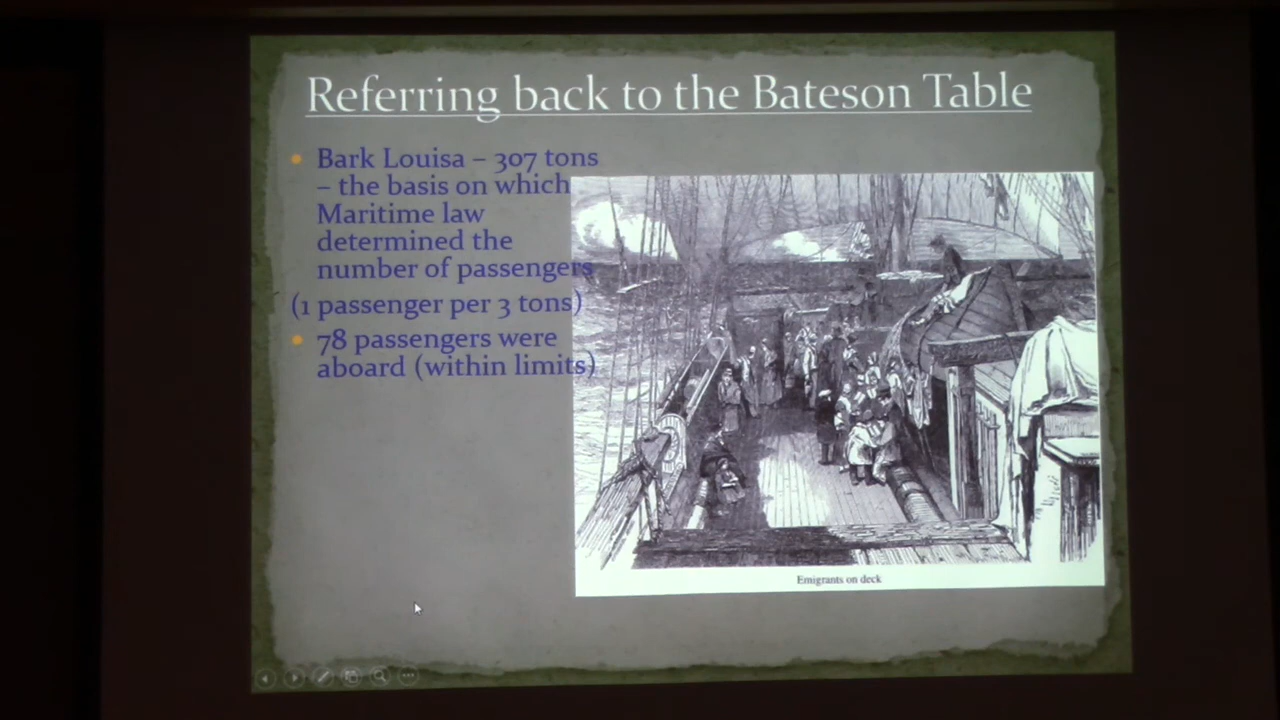 Referring back to the Bateson Table
Bark Louisa – 307 tons
– the basis on which
Maritime law
determined the
number of passengers
(1 passenger per 3 tons)
78 passengers were
aboard (within limits)
Emigrants on deck